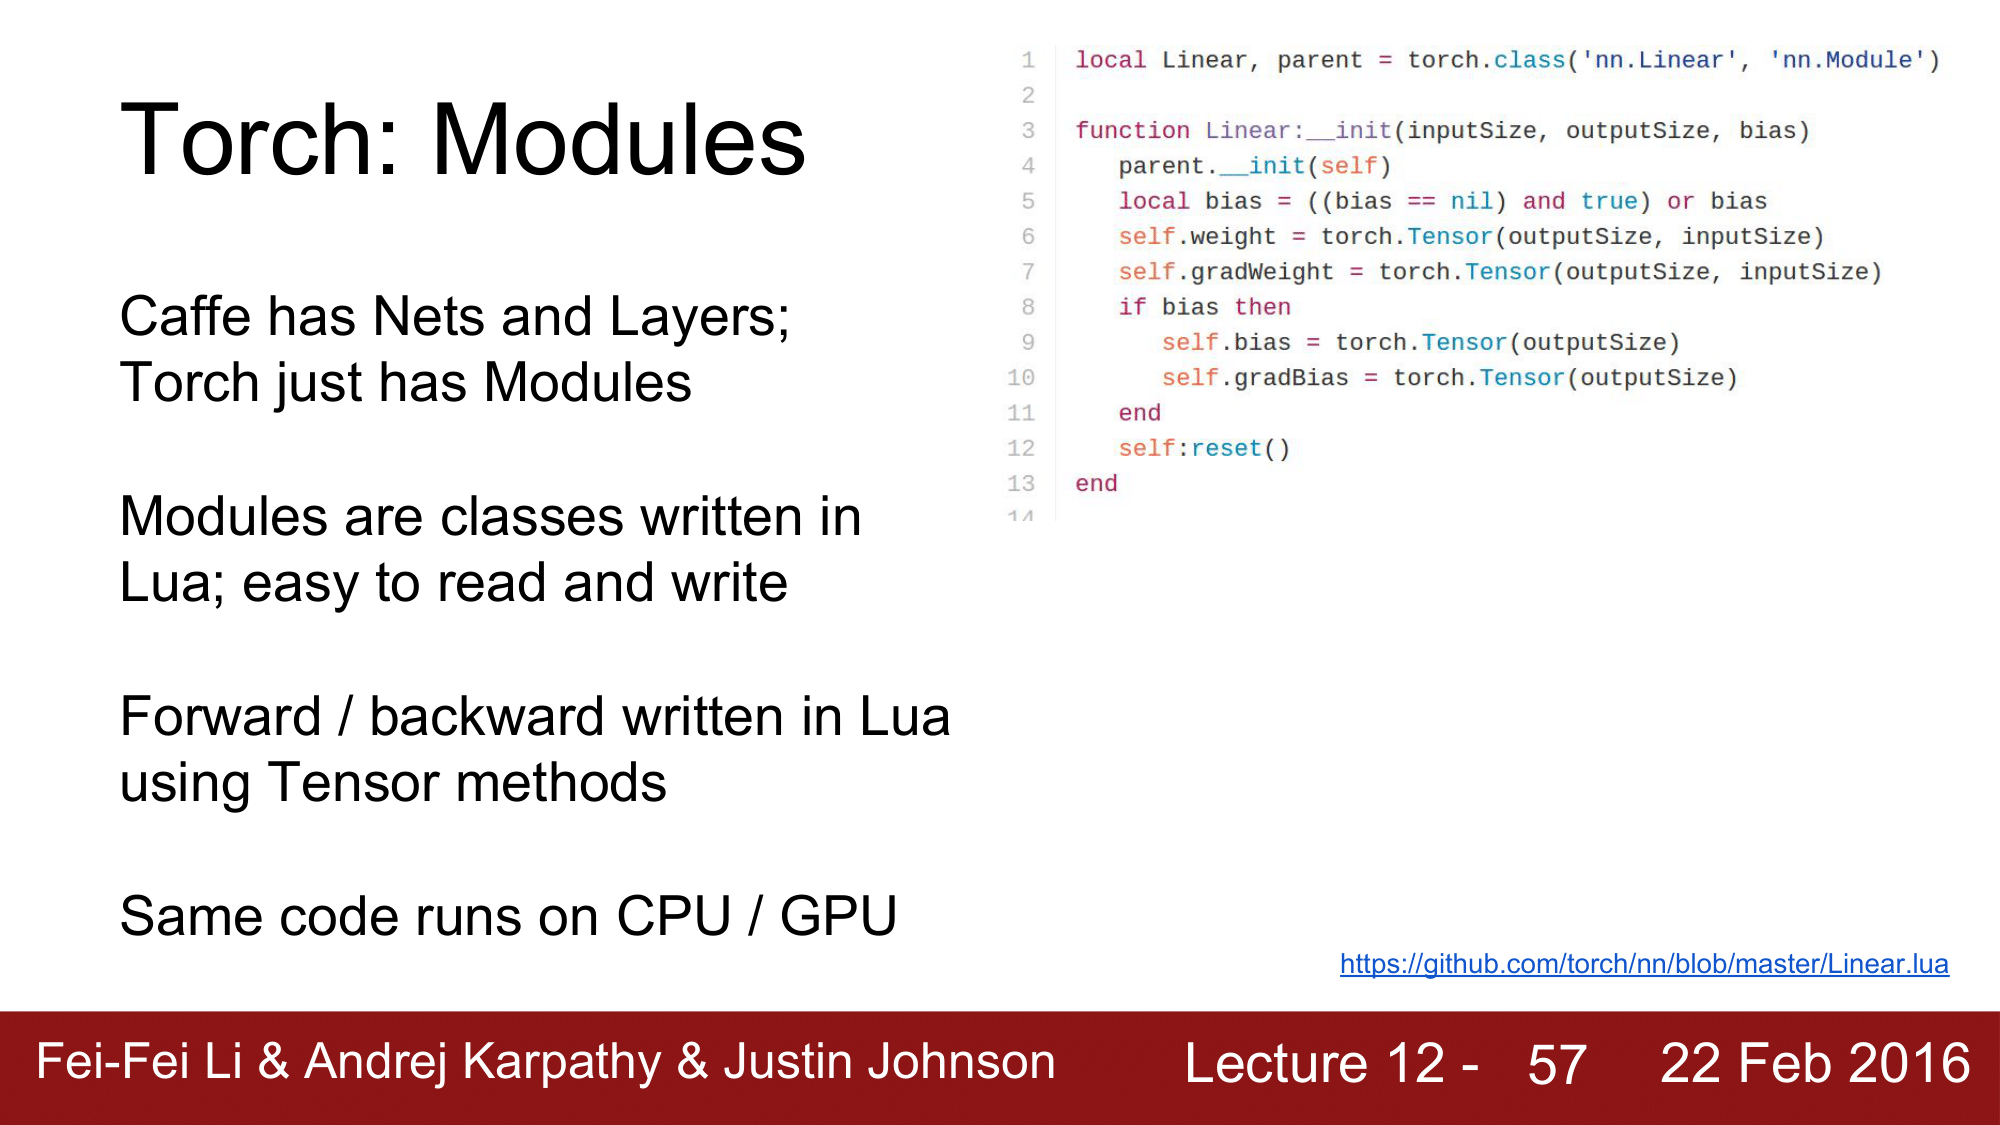 Torch: Modules
Caffe has Nets and Layers;
Torch just has Modules
Modules are classes written in
Lua; easy to read and write
Forward / backward written in Lua
using Tensor methods
Same code runs on CPU / GPU
1 local Linear, parent = torch.class('nn.Linear', 'nn.Module')
2
3 function Linear:__init(inputSize, outputSize, bias)
4    parent.__init(self)
5    local bias = ((bias == nil) and true) or bias
6    self.weight = torch.Tensor(outputSize, inputSize)
7    self.gradWeight = torch.Tensor(outputSize, inputSize)
8    if bias then
9       self.bias = torch.Tensor(outputSize)
10       self.gradBias = torch.Tensor(outputSize)
11    end
12    self:reset()
13 end
14
https://github.com/torch/nn/blob/master/Linear.lua
Fei-Fei Li & Andrej Karpathy & Justin Johnson Lecture 12 - 57 22 Feb 2016